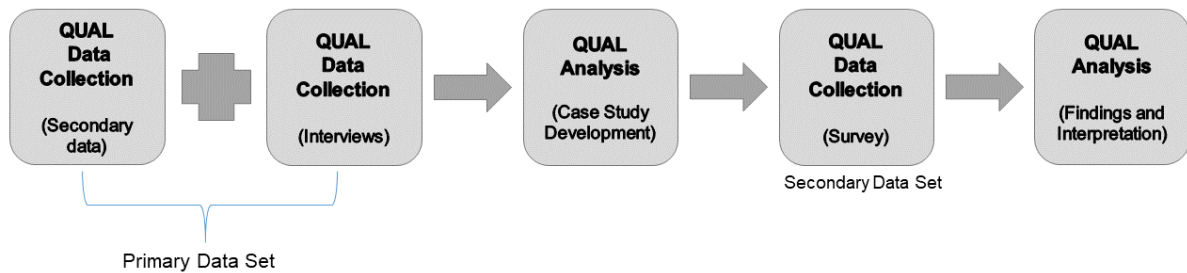 QUAL
Data
Collection
(Secondary
data)
QUAL
Data
Collection
(Interviews)
QUAL
Analysis
(Case Study
Development)
QUAL
Data
Collection
(Survey)
QUAL
Analysis
(Findings and
Interpretation)
Secondary Data Set
Primary Data Set